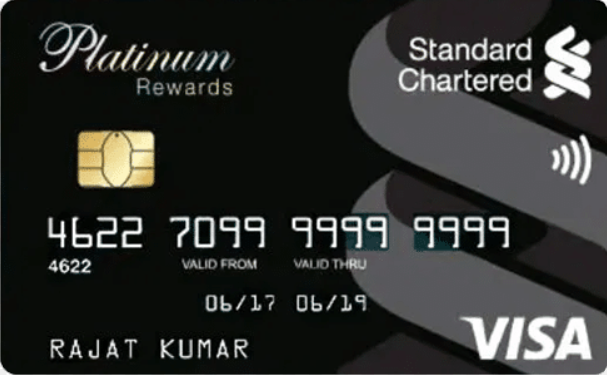 Platinum
Rewards
Standard
Chartered
4622 7099 9999 9999
4622 VALID FROM VALID THRU
06/17 06/19
RAJAT KUMAR
VISA